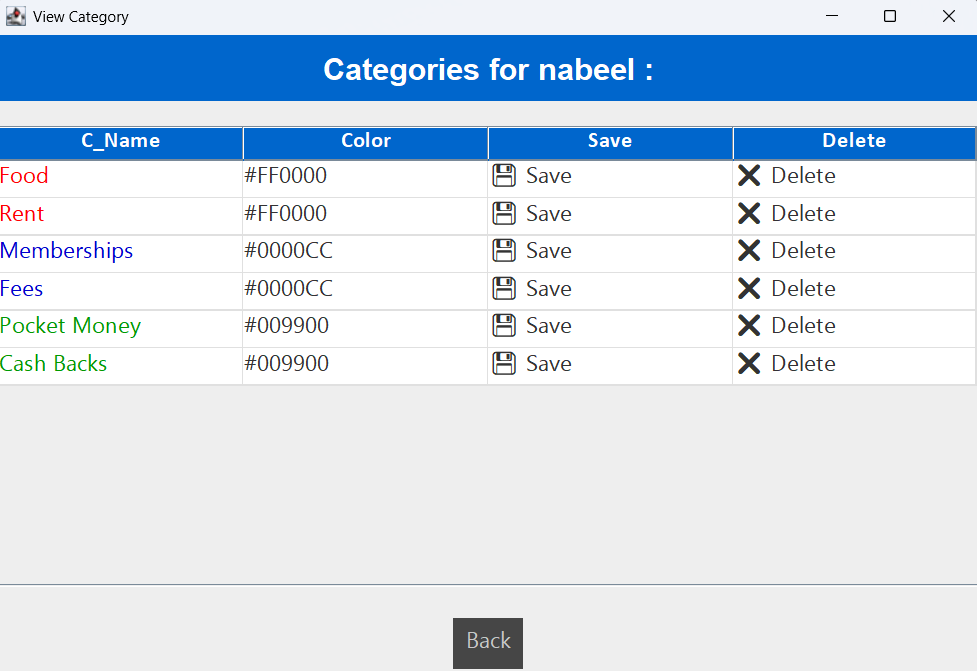 View Category
Categories for nabeel :
C_Name Color Save Delete
Food #FF0000 Save Delete
Rent #FF0000 Save Delete
Memberships #0000CC Save Delete
Fees #0000CC Save Delete
Pocket Money #009900 Save Delete
Cash Backs #009900 Save Delete
Back